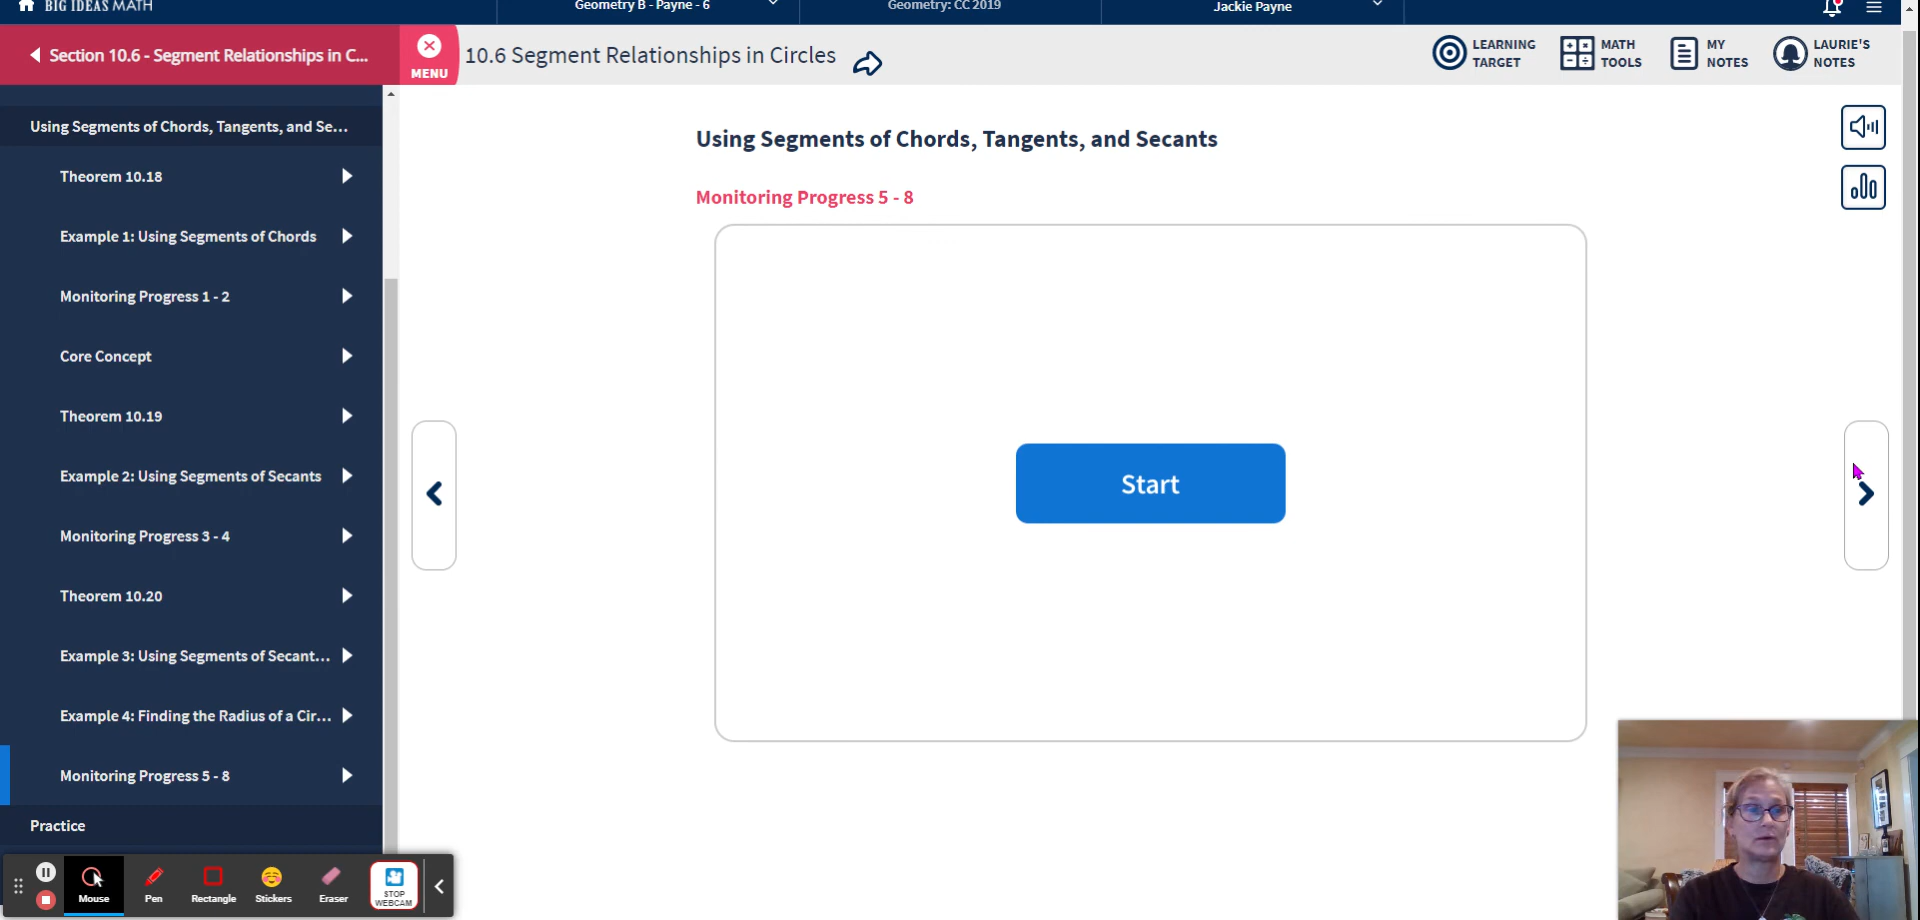 BIG IDEAS MATH
Geometry B - Payne - 6
Geometry: CC 2019
Jackie Payne
Section 10.6 - Segment Relationships in C...
MENU
10.6 Segment Relationships in Circles
LEARNING TARGET
MATH TOOLS
MY NOTES
LAURIE'S NOTES
Using Segments of Chords, Tangents, and Se...
Theorem 10.18
Example 1: Using Segments of Chords
Monitoring Progress 1 - 2
Core Concept
Theorem 10.19
Example 2: Using Segments of Secants
Monitoring Progress 3 - 4
Theorem 10.20
Example 3: Using Segments of Secant...
Example 4: Finding the Radius of a Cir...
Monitoring Progress 5 - 8
Practice
Using Segments of Chords, Tangents, and Secants
Monitoring Progress 5 - 8
Start
Mouse
Pen
Rectangle
Stickers
Eraser
STOP WEBCAM